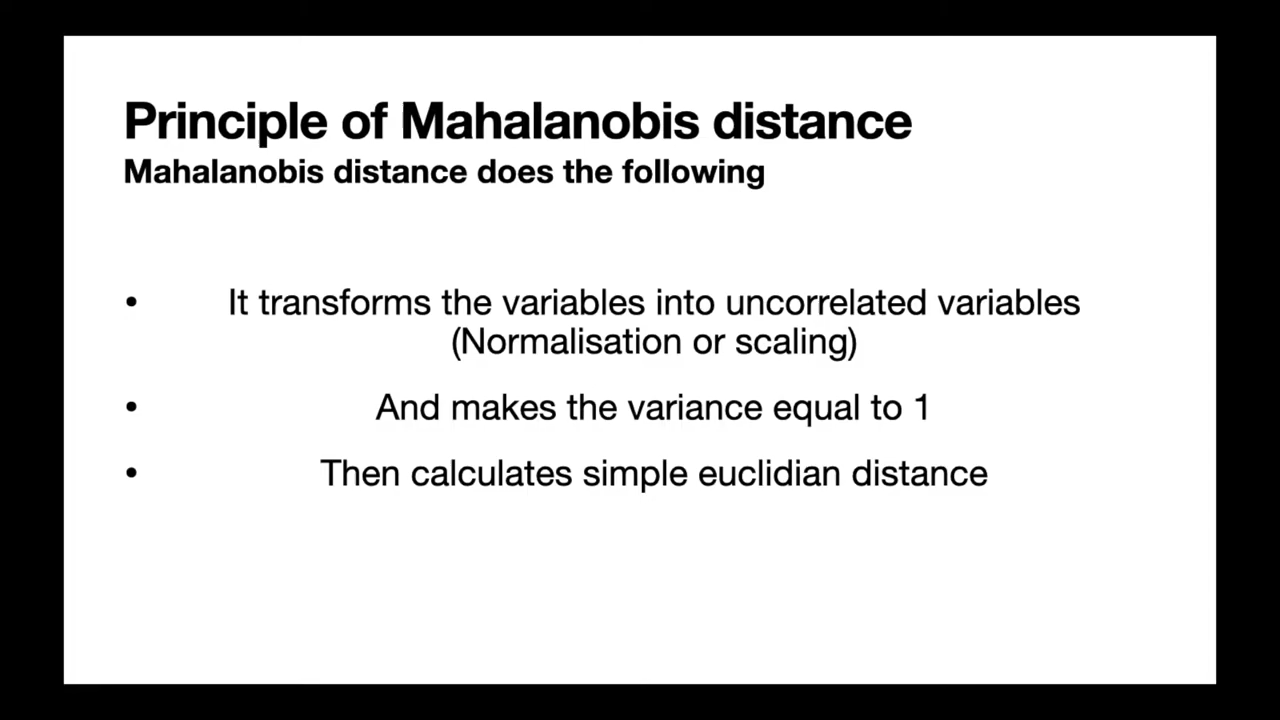 Principle of Mahalanobis distance
Mahalanobis distance does the following
• It transforms the variables into uncorrelated variables
(Normalisation or scaling)
• And makes the variance equal to 1
• Then calculates simple euclidian distance